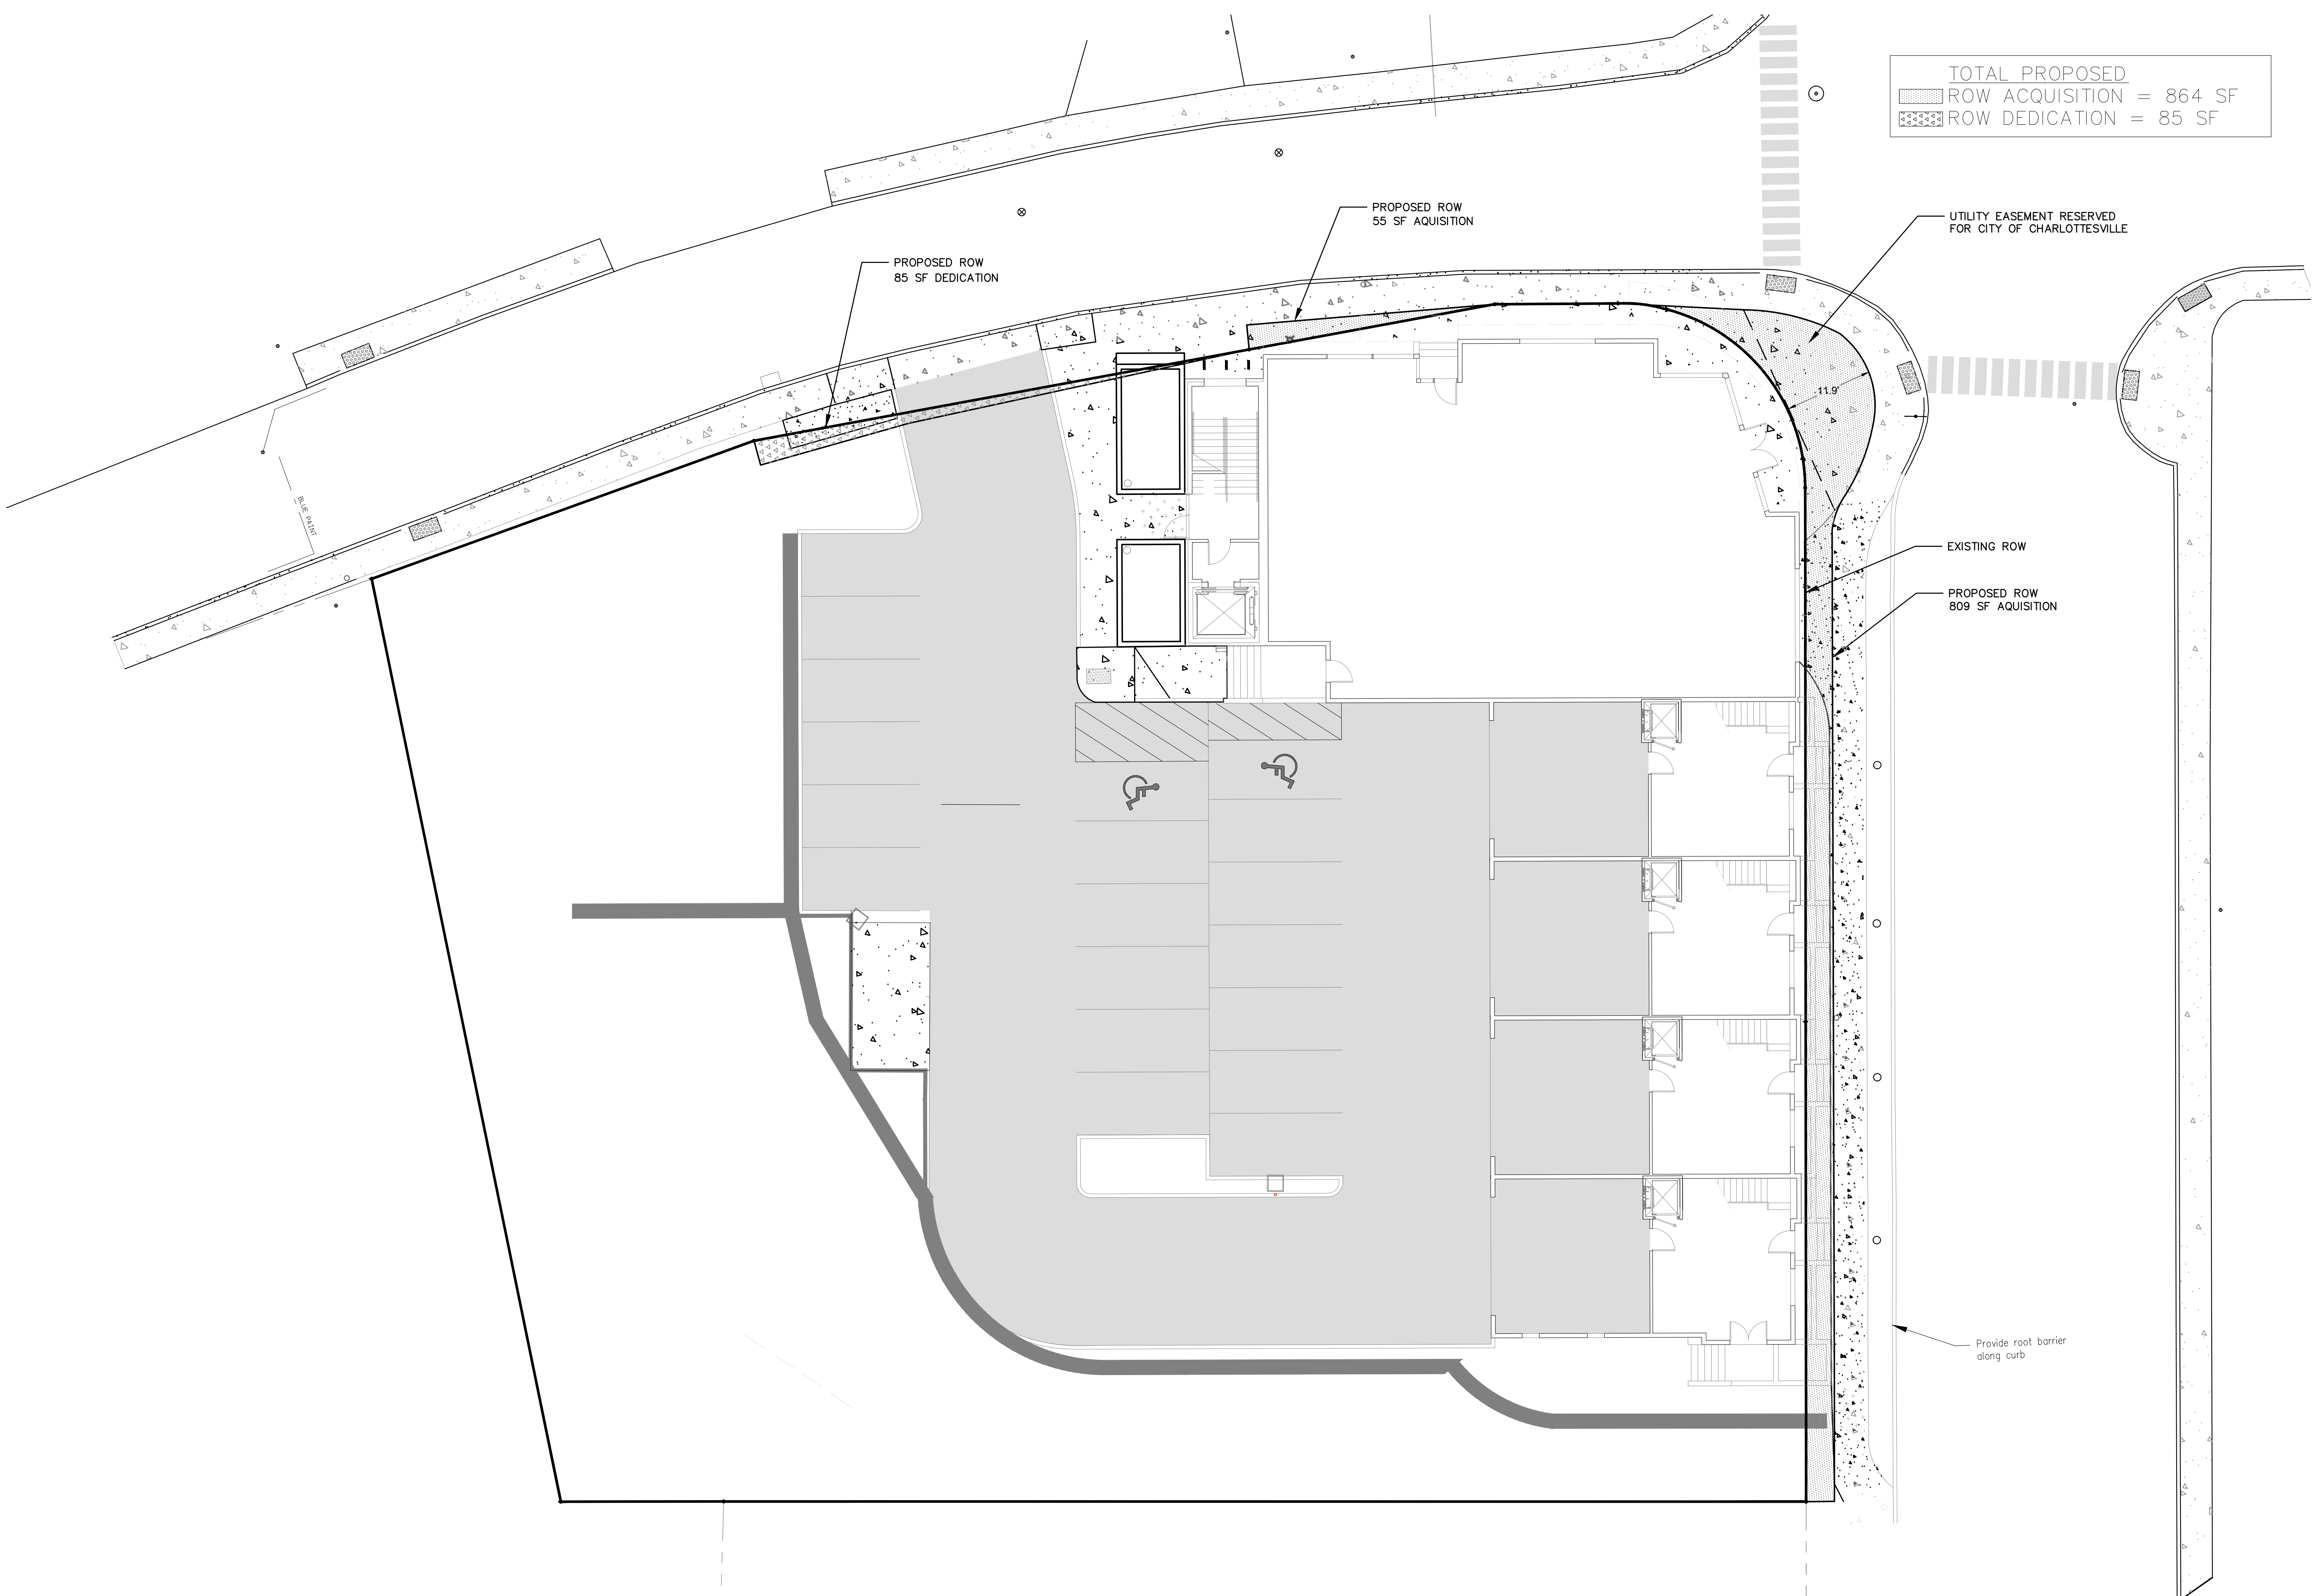 TOTAL PROPOSED
ROW ACQUISITION = 864 SF
ROW DEDICATION = 85 SF
PROPOSED ROW
55 SF AQUISITION
UTILITY EASEMENT RESERVED
FOR CITY OF CHARLOTTESVILLE
PROPOSED ROW
85 SF DEDICATION
11.9'
BLUE PAINT
EXISTING ROW
PROPOSED ROW
809 SF AQUISITION
Provide root barrier
along curb